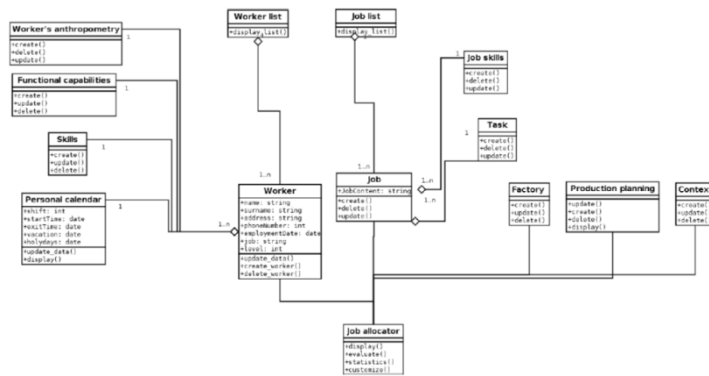 Worker's anthropometry
+create()
+delete()
+update()
1
Functional capabilities
+create()
+update()
+delete()
1
Skills
+create()
+update()
+delete()
1
Personal calendar
+shift: int
+startTime: date
+exitTime: date
+vacation: date
+holydays: date
+update_data()
+display()
1
1..n
Worker list
+display_list()
1..n
Worker
+name: string
+surname: string
+address: string
+phoneNumber: int
+employmentDate: date
+job: string
+level: int
+update_data()
+create_worker()
+delete_worker()
Job list
+display_list()
1..n
Job
+JobContent: string
+create()
+delete()
+update()
1..n
1..n
1
Job skills
+create()
+delete()
+update()
1
Task
+create()
+delete()
+update()
Factory
+create()
+update()
+delete()
Production planning
+update()
+create()
+delete()
+display()
Contex
+create()
+update()
+delete()
Job allocator
+display()
+evaluate()
+statistics()
+customize()